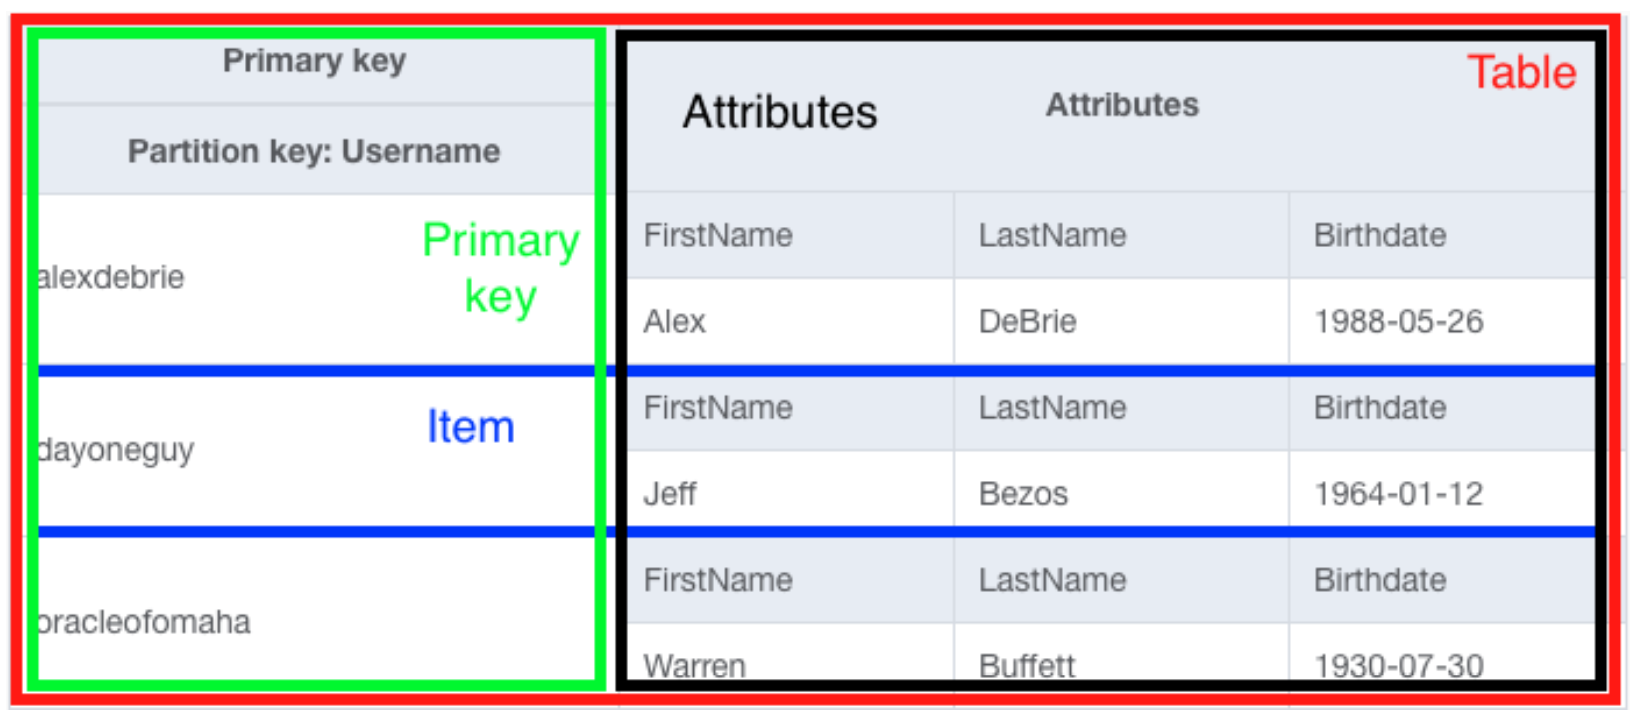 Primary key
Attributes
Attributes
Table
Partition key: Username
Primary
key
alexdebrie
FirstName
LastName
Birthdate
Alex
DeBrie
1988-05-26
Item
dayoneguy
FirstName
LastName
Birthdate
Jeff
Bezos
1964-01-12
oracleofomaha
FirstName
LastName
Birthdate
Warren
Buffett
1930-07-30